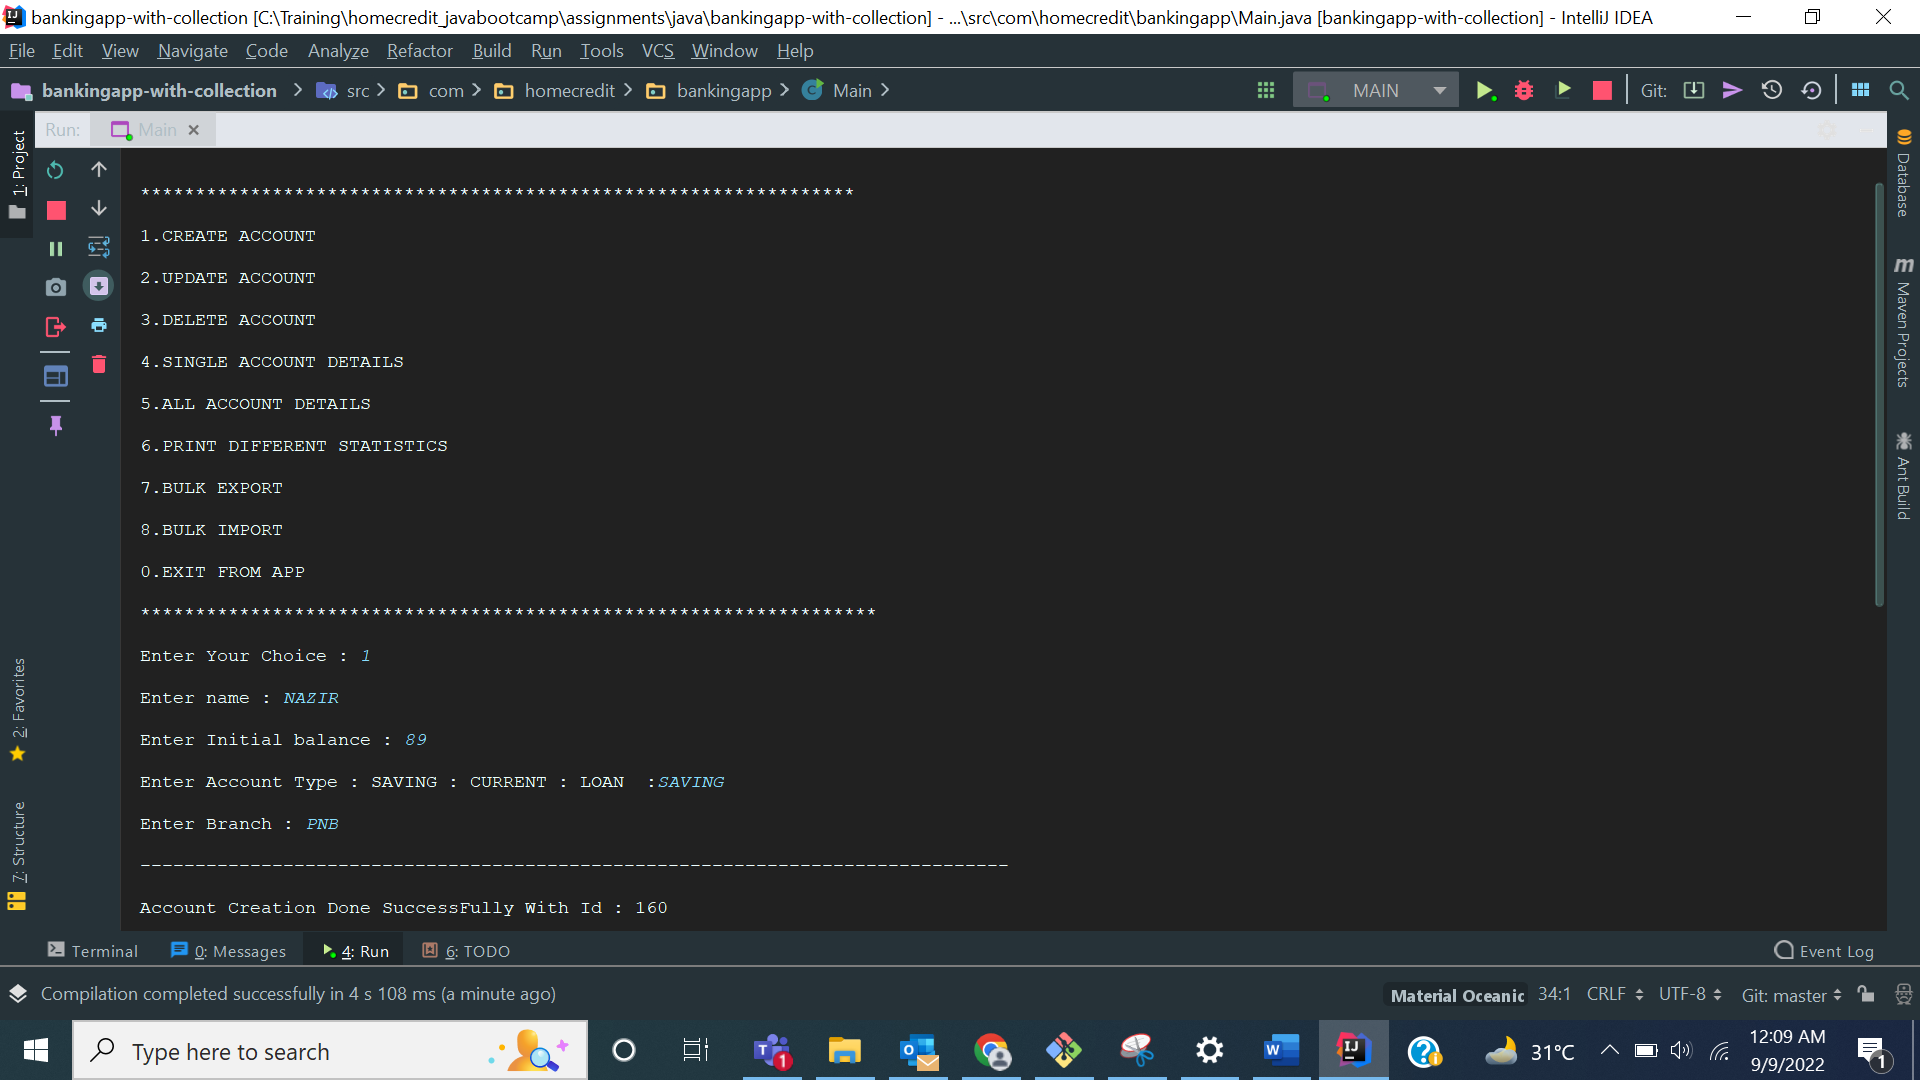 bankingapp-with-collection [C:\Training\homecredit_javabootcamp\assignments\java\bankingapp-with-collection] - ...\src\com\homecredit\bankingapp\Main.java [bankingapp-with-collection] - IntelliJ IDEA
File Edit View Navigate Code Analyze Refactor Build Run Tools VCS Window Help
bankingapp-with-collection src com homecredit bankingapp Main MAIN Git:
Run: Main
1: Project
2: Favorites
7: Structure
******************************************************************
1.CREATE ACCOUNT
2.UPDATE ACCOUNT
3.DELETE ACCOUNT
4.SINGLE ACCOUNT DETAILS
5.ALL ACCOUNT DETAILS
6.PRINT DIFFERENT STATISTICS
7.BULK EXPORT
8.BULK IMPORT
0.EXIT FROM APP
********************************************************************
Enter Your Choice : 1
Enter name : NAZIR
Enter Initial balance : 89
Enter Account Type : SAVING : CURRENT : LOAN  :SAVING
Enter Branch : PNB
-------------------------------------------------------------------------------
Account Creation Done SuccessFully With Id : 160
Database
m Maven Projects
Ant Build
Terminal 0: Messages 4: Run 6: TODO Event Log
Compilation completed successfully in 4 s 108 ms (a minute ago) Material Oceanic 34:1 CRLF UTF-8 Git: master
Type here to search 31°C 12:09 AM
9/9/2022